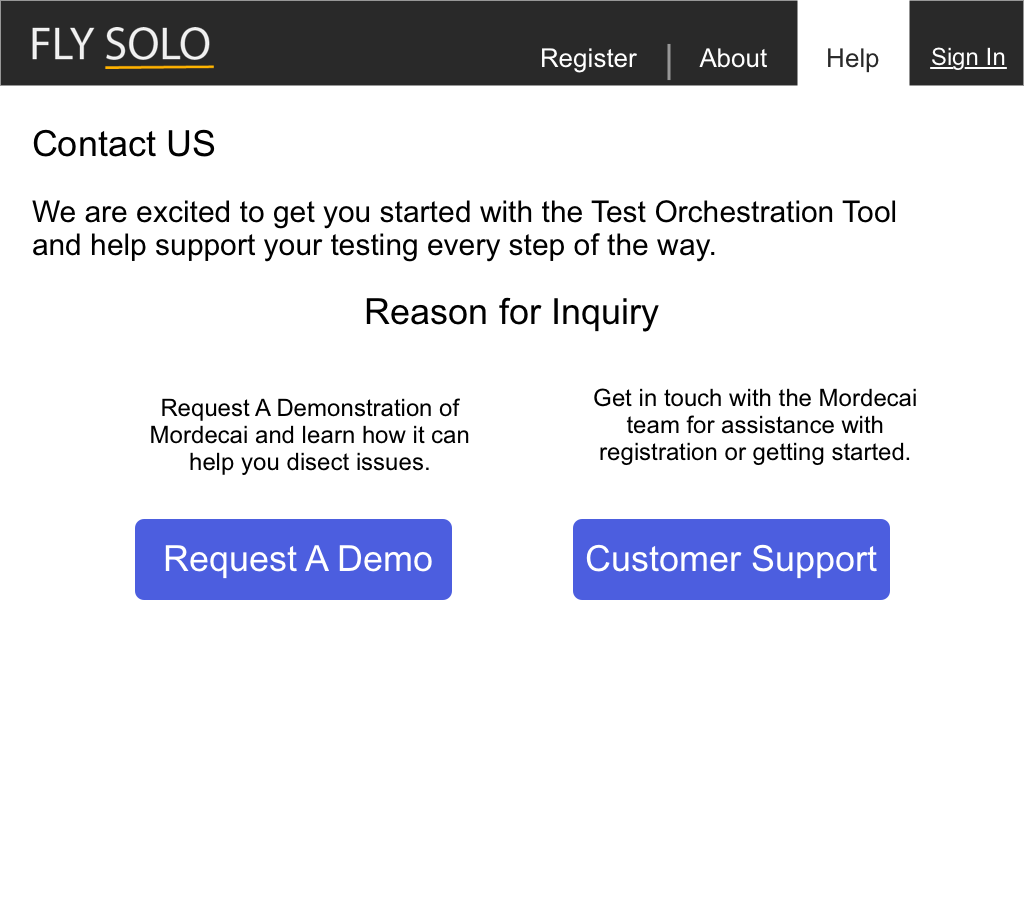 FLY SOLO
Register | About Help Sign In
Contact US
We are excited to get you started with the Test Orchestration Tool
and help support your testing every step of the way.
Reason for Inquiry
Request A Demonstration of
Mordecai and learn how it can
help you disect issues.
Get in touch with the Mordecai
team for assistance with
registration or getting started.
Request A Demo
Customer Support